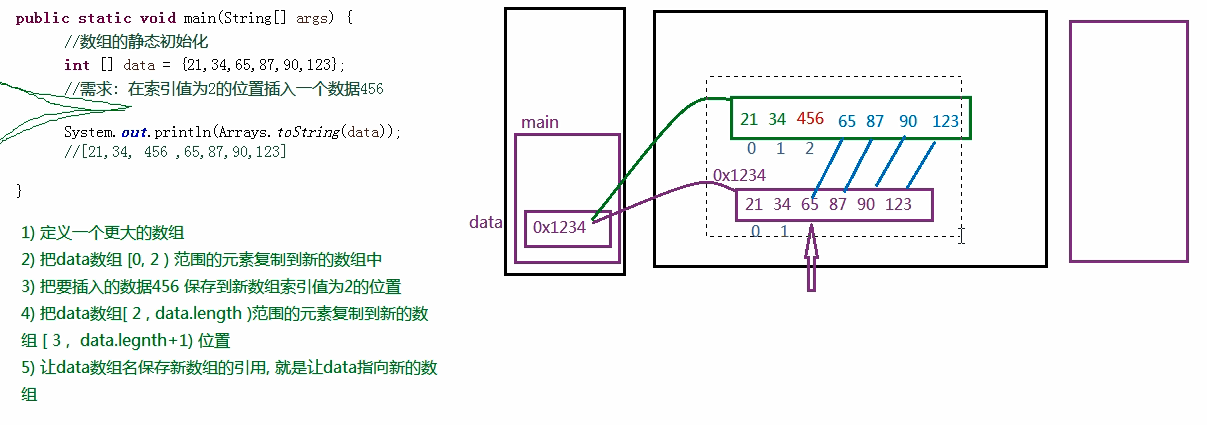 public static void main(String[] args) {
//数组的静态初始化
int [] data = {21,34,65,87,90,123};
//需求: 在索引值为2的位置插入一个数据456
System.out.println(Arrays.toString(data));
//[21,34, 456 ,65,87,90,123]
}
1) 定义一个更大的数组
2) 把data数组 [0, 2 ) 范围的元素复制到新的数组中
3) 把要插入的数据456 保存到新数组索引值为2的位置
4) 把data数组[ 2 , data.length )范围的元素复制到新的数
组 [ 3 , data.legnth+1) 位置
5) 让data数组名保存新数组的引用, 就是让data指向新的数
组
main
data
0x1234
21 34 456 65 87 90 123
0 1 2
0x1234
21 34 65 87 90 123
0 1